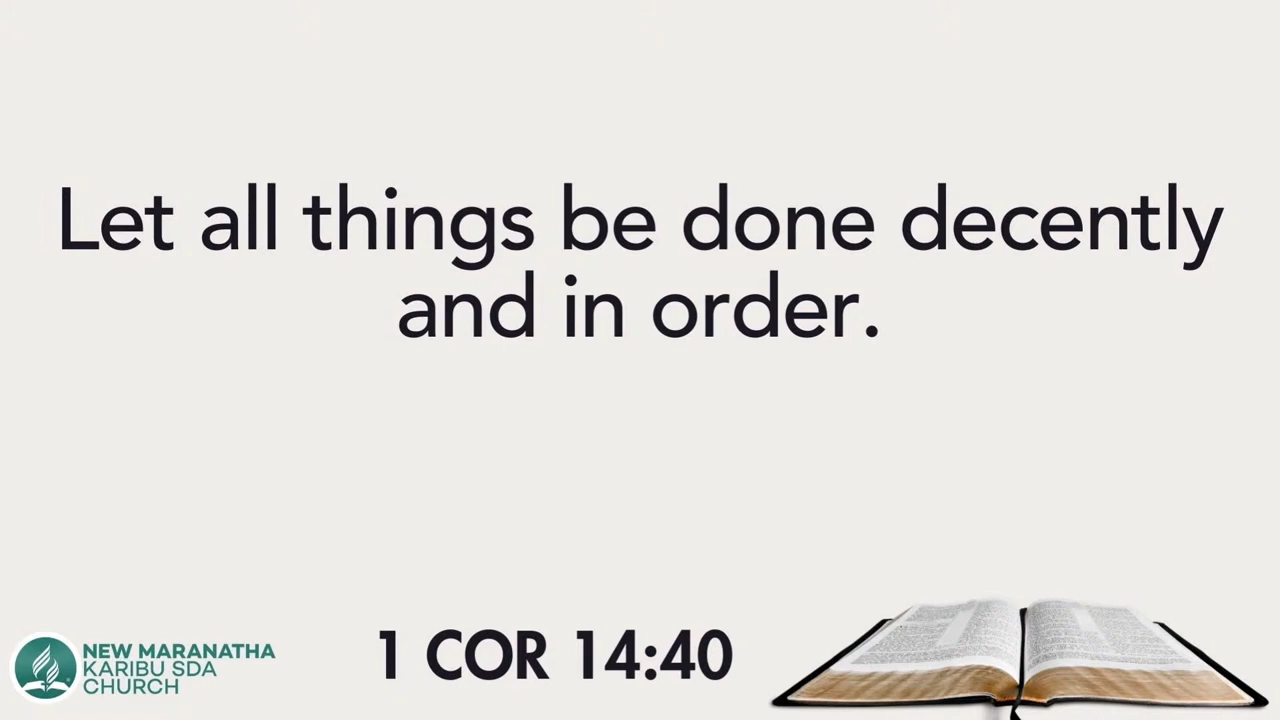 Let all things be done decently
and in order.
1 COR 14:40
NEW MARANATHA
KARIBU SDA
CHURCH